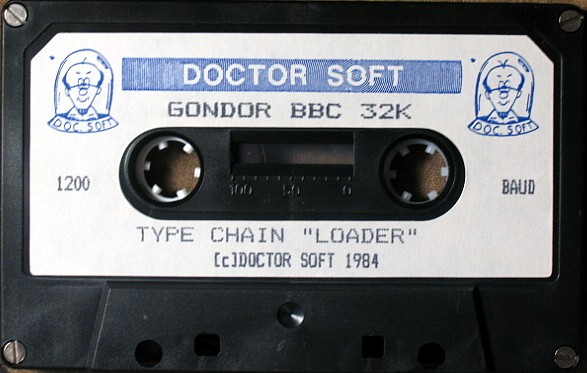 DOCTOR SOFT
DOC. SOFT
DOC. SOFT
GONDOR BBC 32K
1200
100 50 0
BAUD
TYPE CHAIN "LOADER"
[c]DOCTOR SOFT 1984